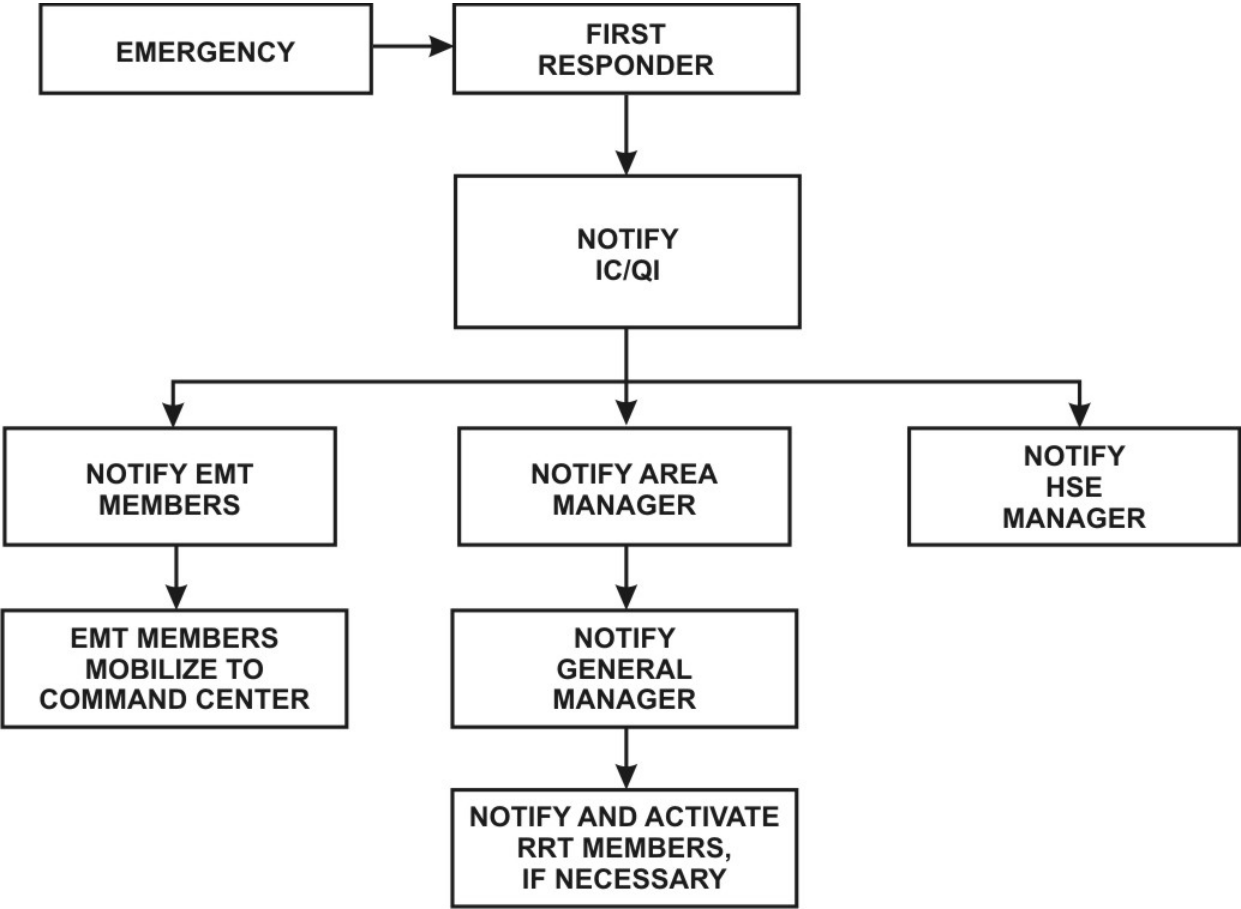 EMERGENCY
FIRST
RESPONDER
NOTIFY
IC/QI
NOTIFY EMT
MEMBERS
NOTIFY AREA
MANAGER
NOTIFY
HSE
MANAGER
EMT MEMBERS
MOBILIZE TO
COMMAND CENTER
NOTIFY
GENERAL
MANAGER
NOTIFY AND ACTIVATE
RRT MEMBERS,
IF NECESSARY